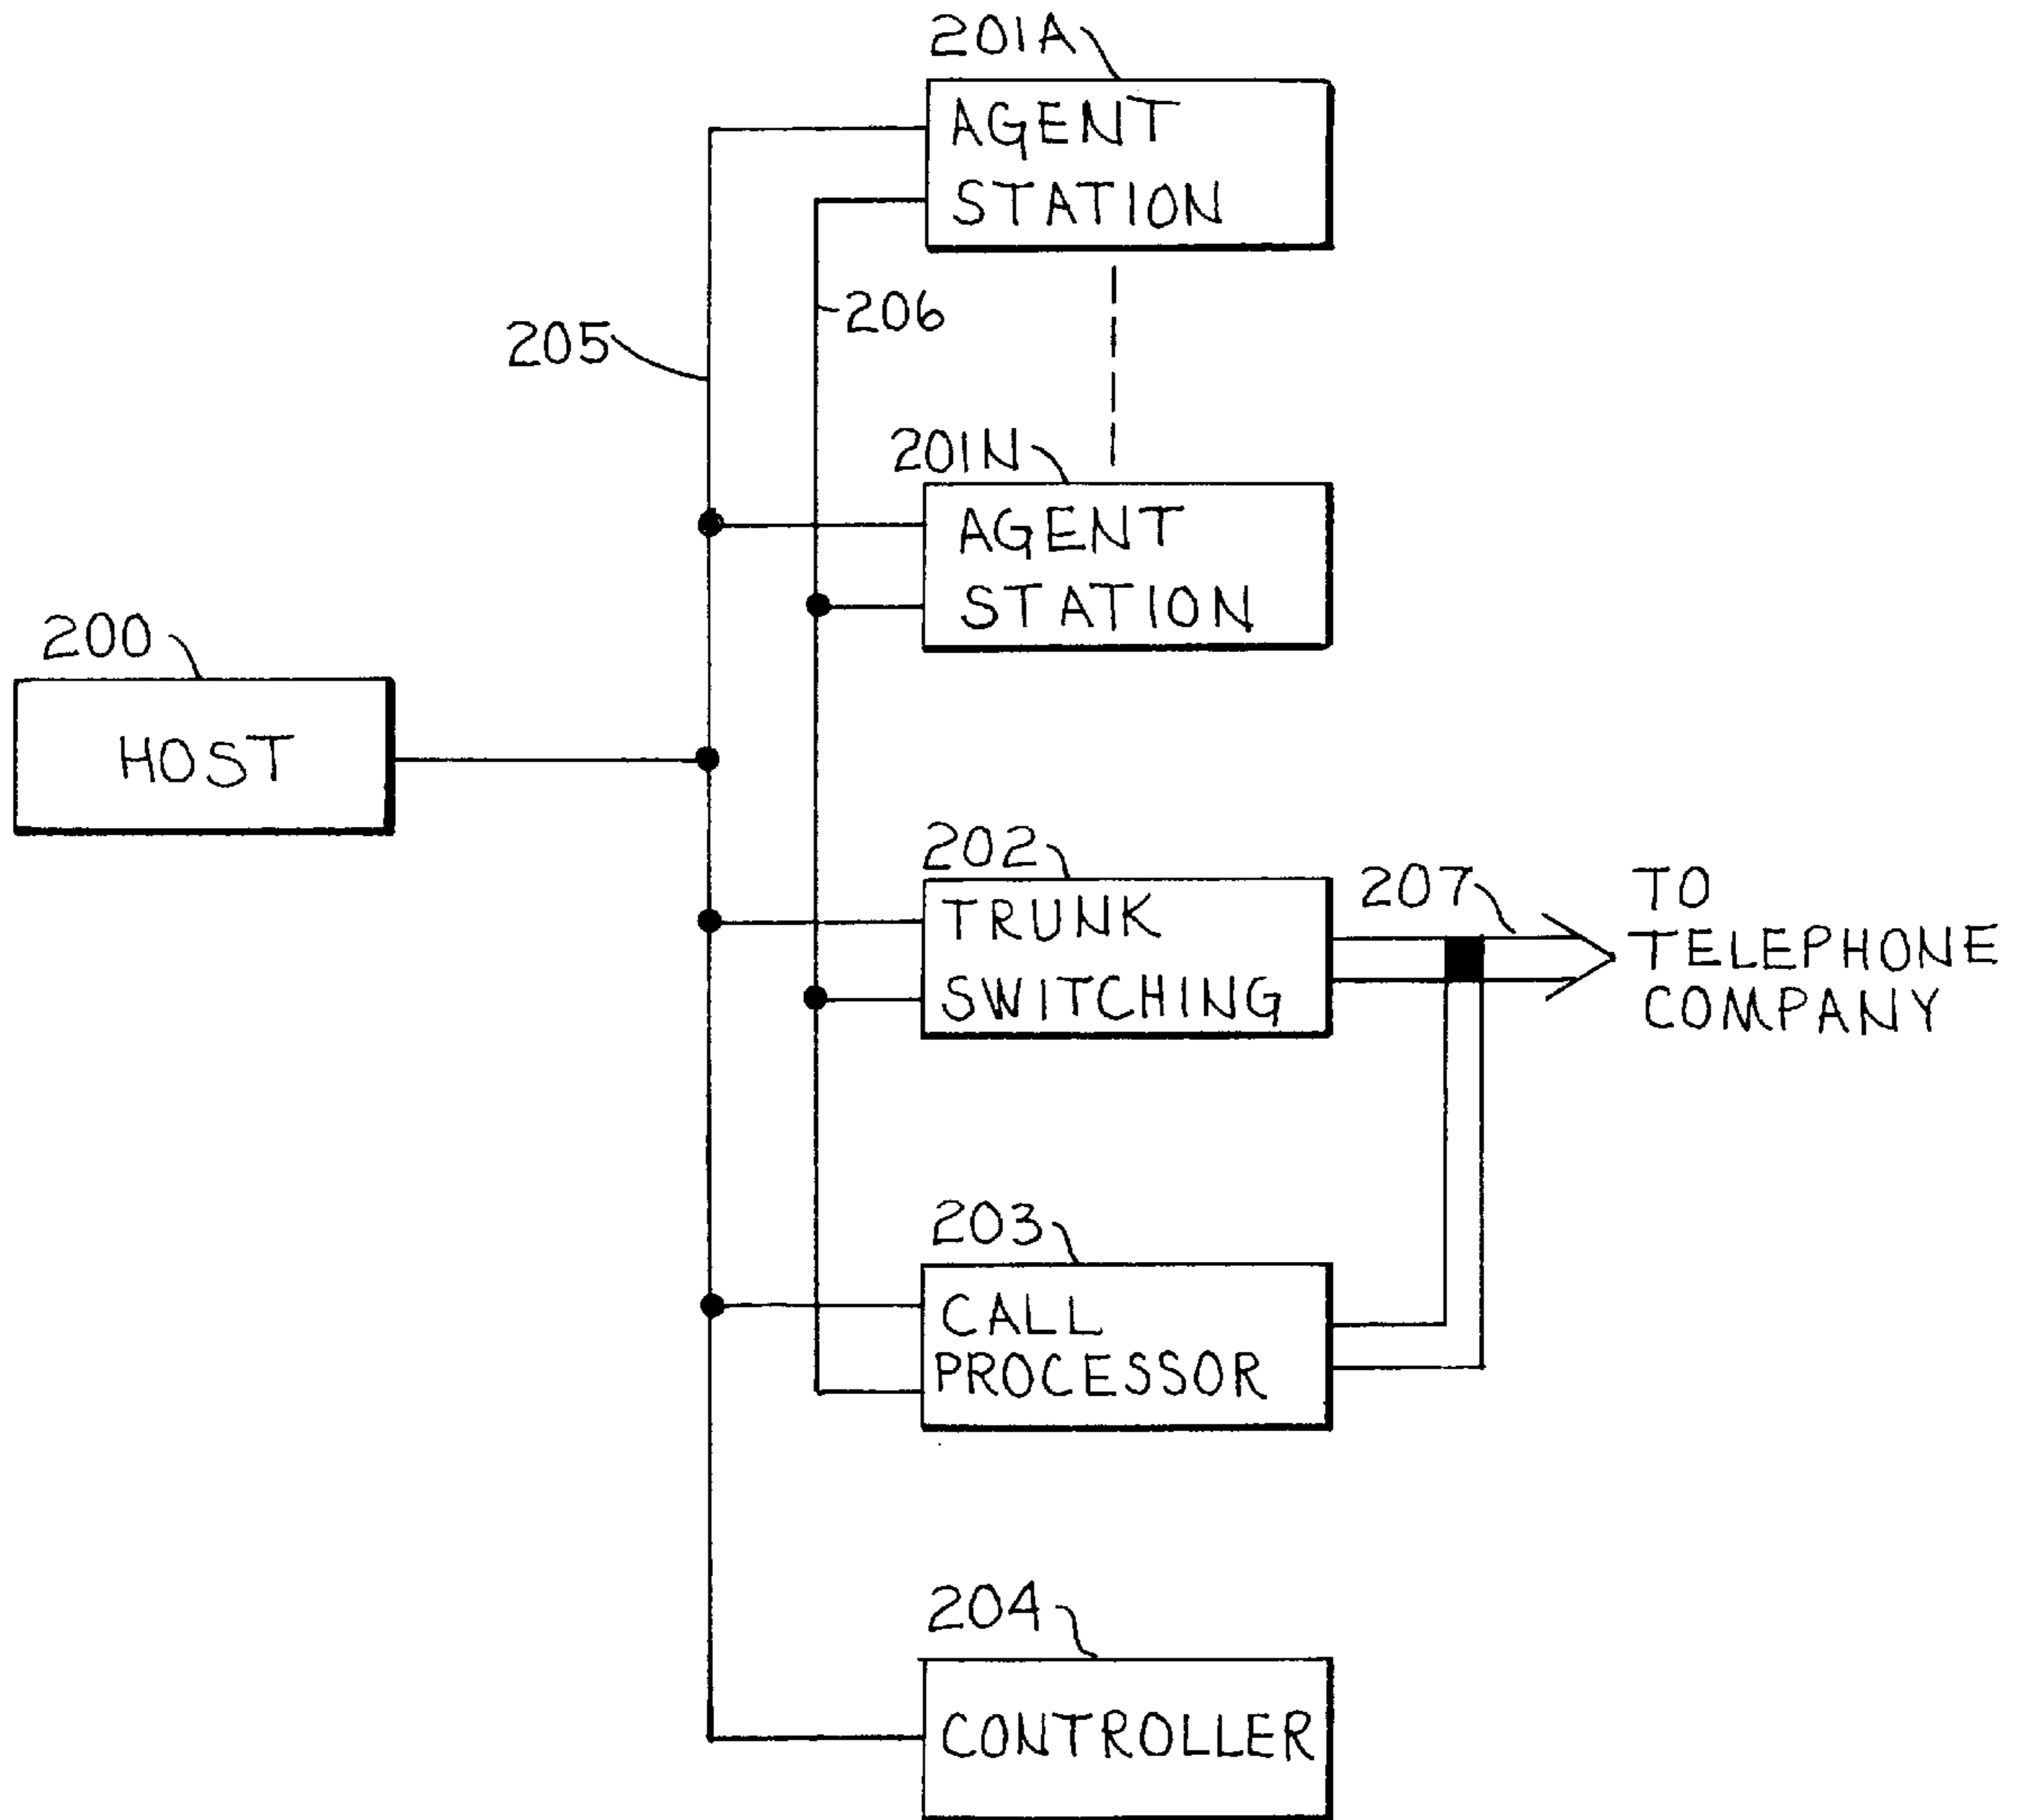 201A
AGENT
STATION
206
205
201N
AGENT
STATION
200
HOST
202
TRUNK
SWITCHING
207
TO
TELEPHONE
COMPANY
203
CALL
PROCESSOR
204
CONTROLLER